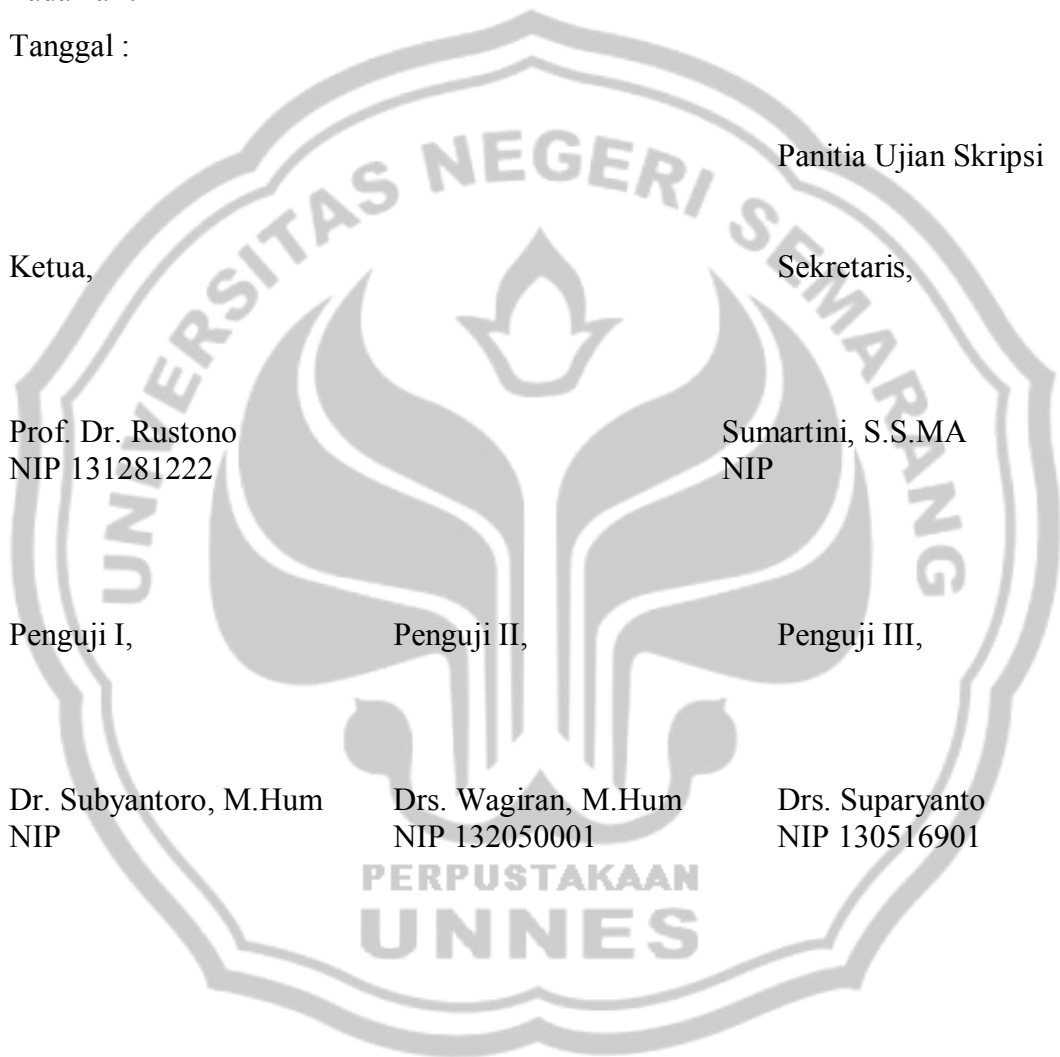 Tanggal :
Panitia Ujian Skripsi
Ketua, Sekretaris,
Prof. Dr. Rustono Sumartini, S.S.MA
NIP 131281222 NIP
Penguji I, Penguji II, Penguji III,
Dr. Subyantoro, M.Hum Drs. Wagiran, M.Hum Drs. Suparyanto
NIP NIP 132050001 NIP 130516901
UNIVERSITAS NEGERI SEMARANG
PERPUSTAKAAN
UNNES